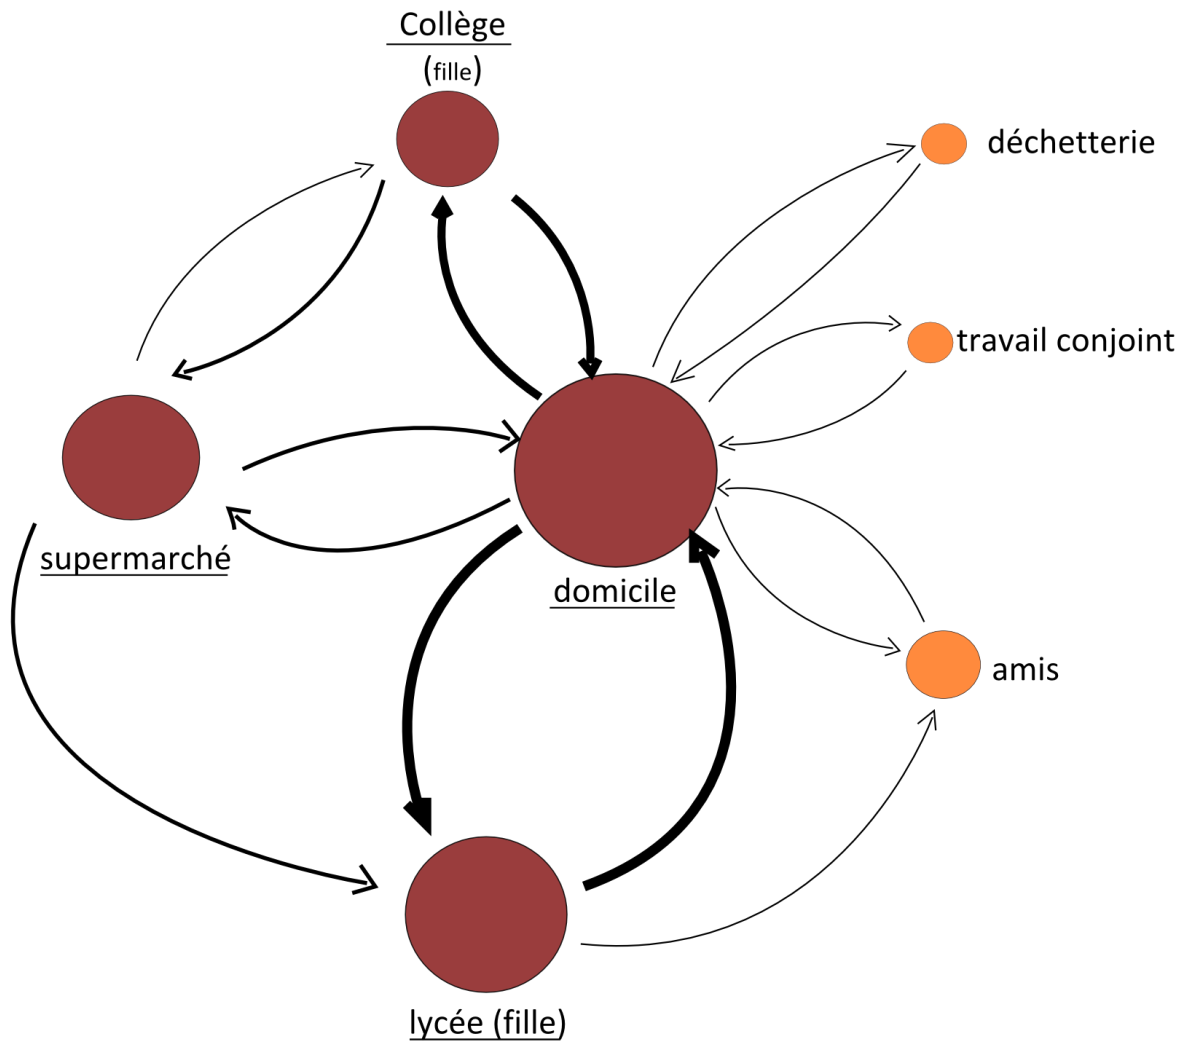 Collège
(fille)
déchetterie
travail conjoint
supermarché
domicile
amis
lycée (fille)